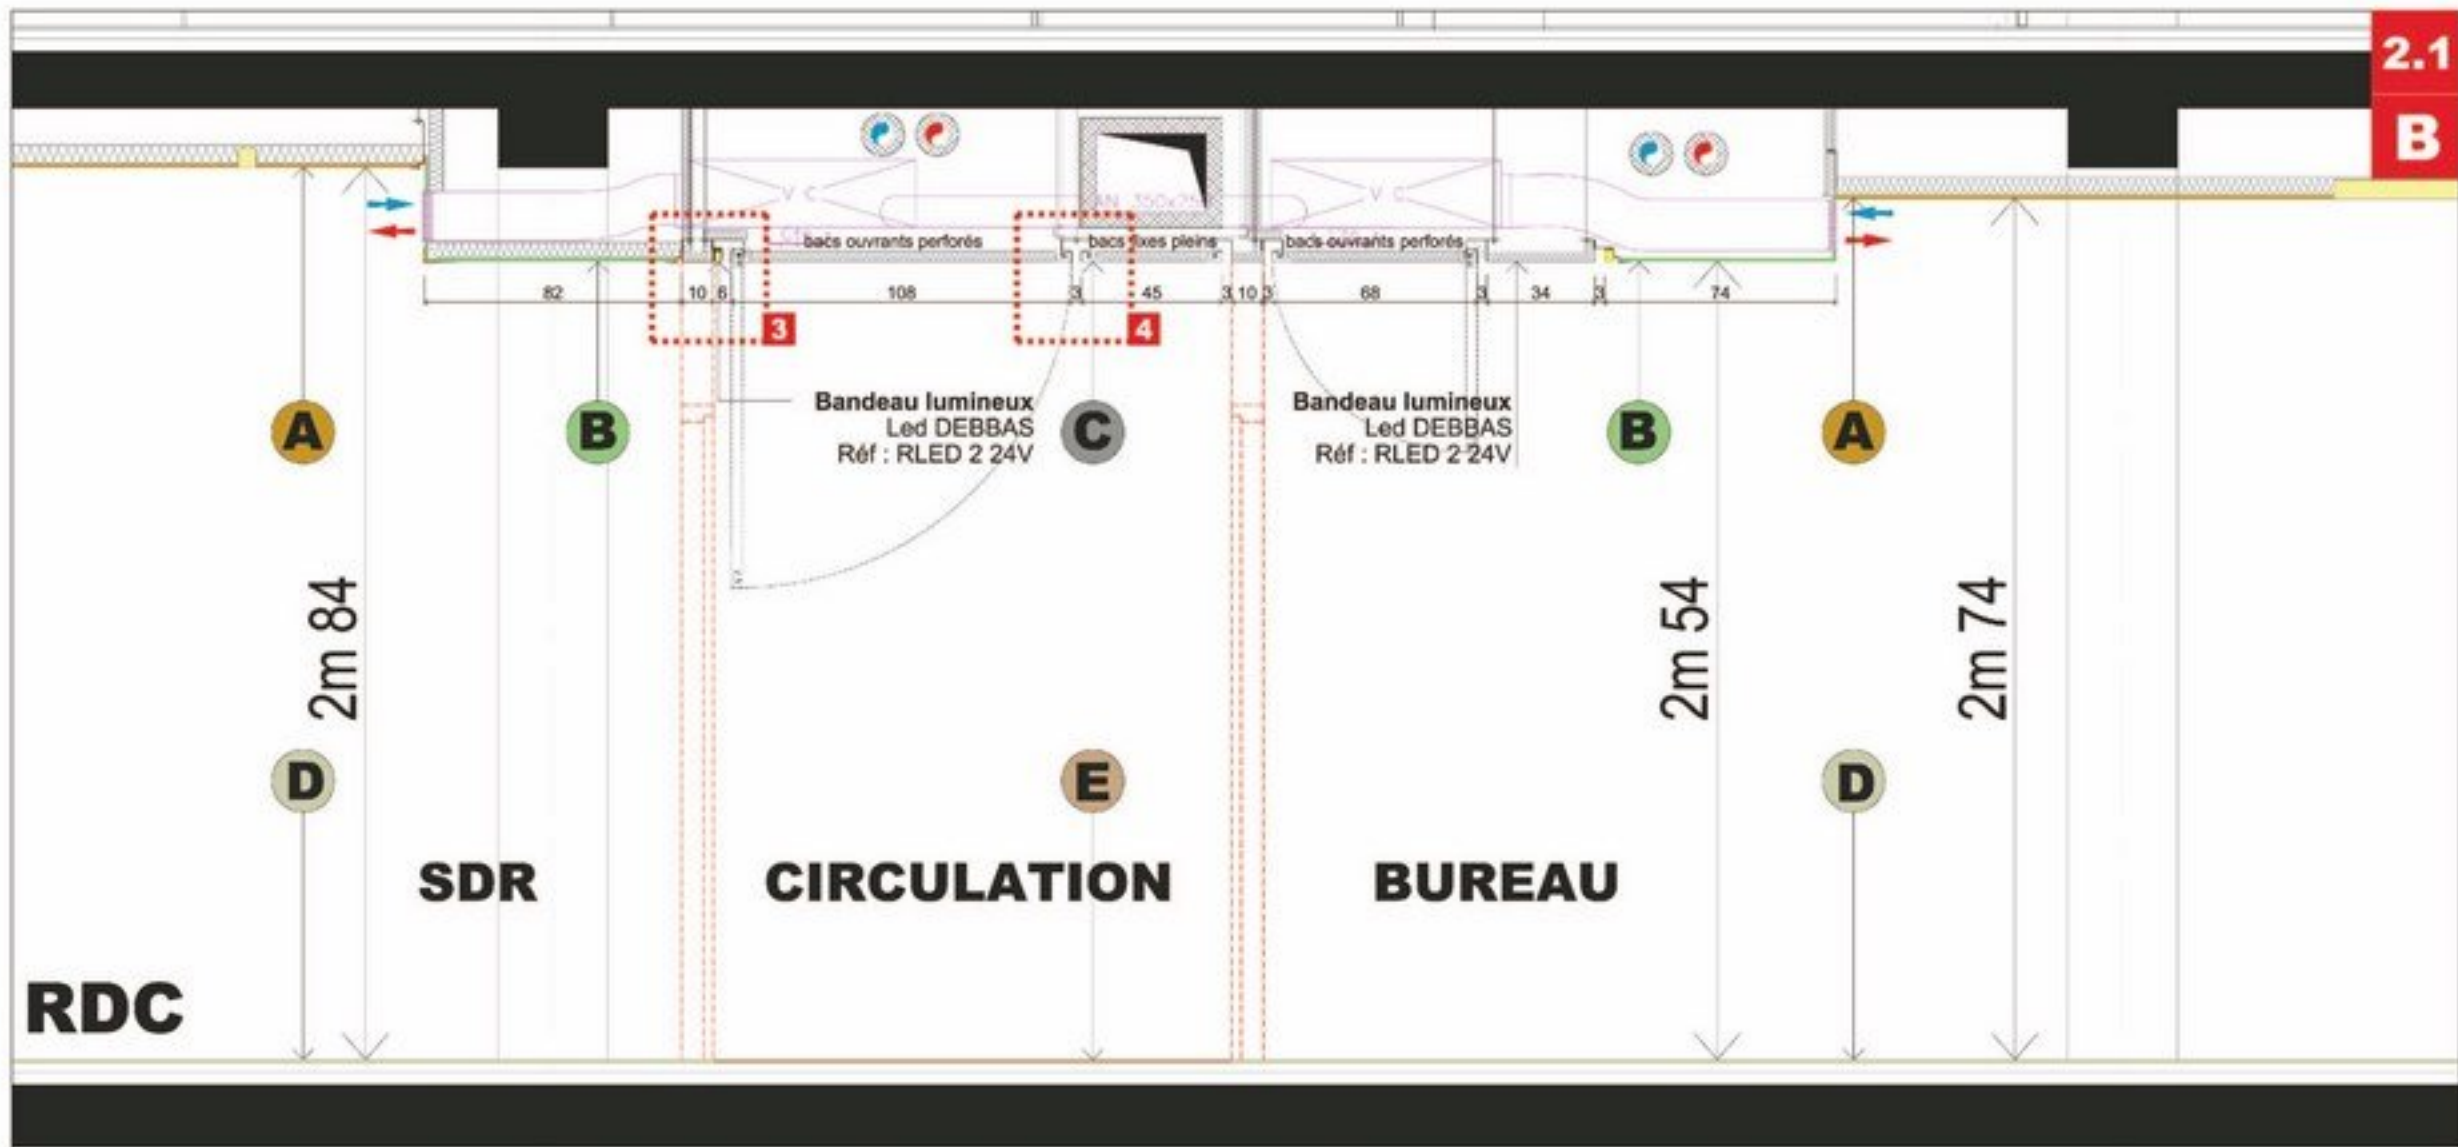 2.1
B
V C
AN 350x25
V C
bacs ouvrants perforés
bacs fixes pleins
bacs ouvrants perforés
82
10
6
108
3
45
3
10
3
68
3
34
3
74
3
4
Bandeau lumineux
Led DEBBAS
Réf : RLED 2 24V
Bandeau lumineux
Led DEBBAS
Réf : RLED 2 24V
A
B
C
B
A
2m 84
2m 54
2m 74
D
E
D
SDR
CIRCULATION
BUREAU
RDC